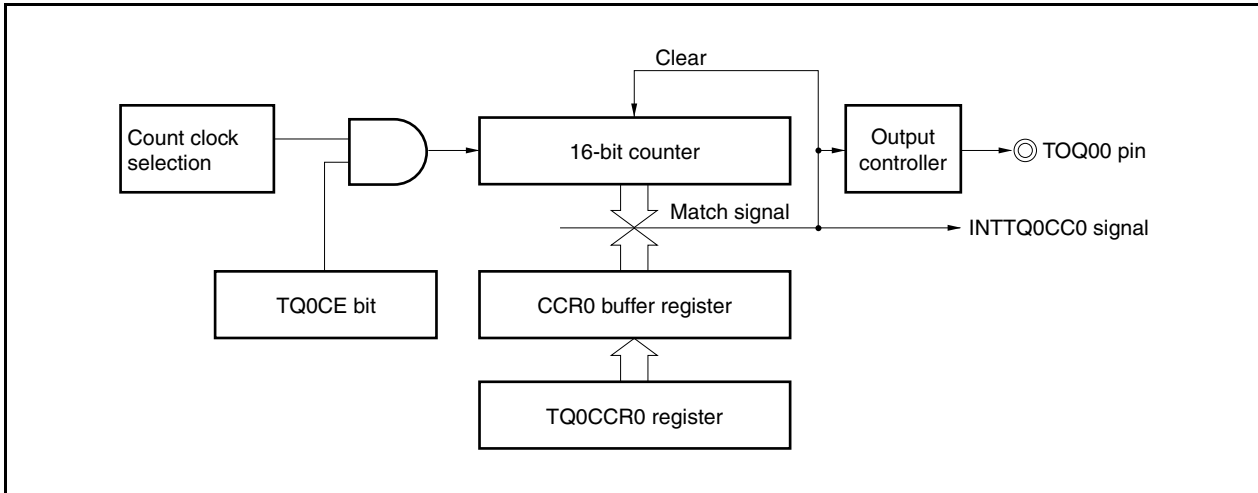 Clear
Count clock
selection
16-bit counter
Output
controller
TOQ00 pin
Match signal
INTTQ0CC0 signal
TQ0CE bit
CCR0 buffer register
TQ0CCR0 register